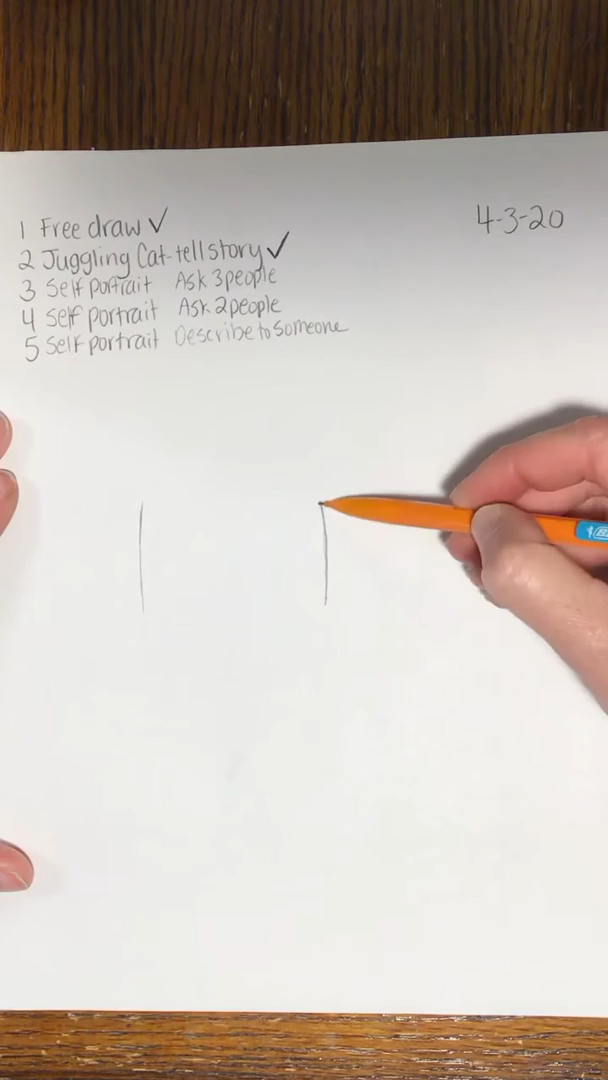 1 Free draw ✓
4-3-20
2 Juggling Cat-tell story ✓
3 Self portrait Ask 3 people
4 Self portrait Ask 2 people
5 Self portrait Describe to someone